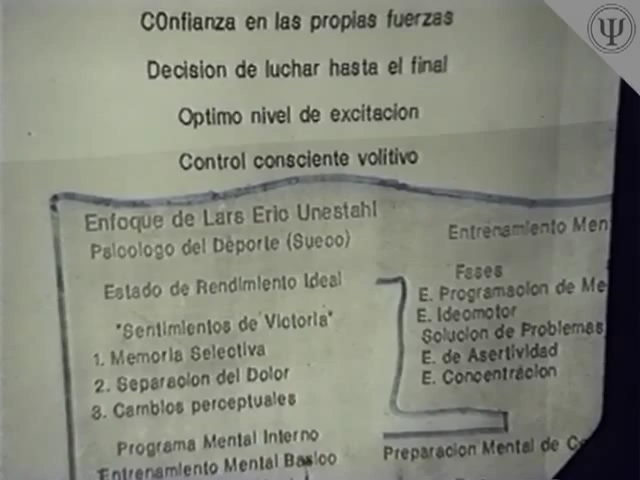 COnfianza en las propias fuerzas
Decision de luchar hasta el final
Optimo nivel de excitacion
Control consciente volitivo
Enfoque de Lars Eric Unestahl
Psicologo del Deporte (Sueco)
Estado de Rendimiento Ideal
"Sentimientos de Victoria"
1. Memoria Selectiva
2. Separacion del Dolor
3. Cambios perceptuales
Programa Mental Interno
Entrenamiento Mental Basico
Entrenamiento Men
Fases
E. Programacion de Me
E. Ideomotor
Solucion de Problemas
E. de Asertividad
E. Concentracion
Preparacion Mental de Co